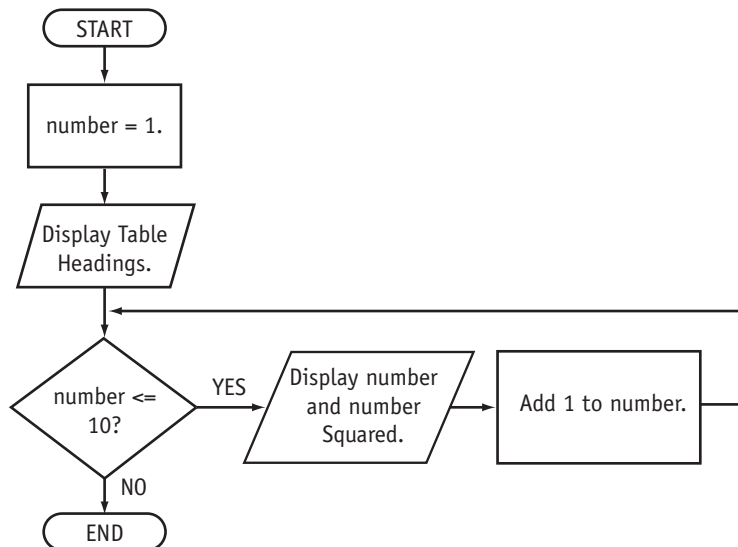 START
number = 1.
Display Table
Headings.
number <=
10?
YES
Display number
and number
Squared.
Add 1 to number.
NO
END